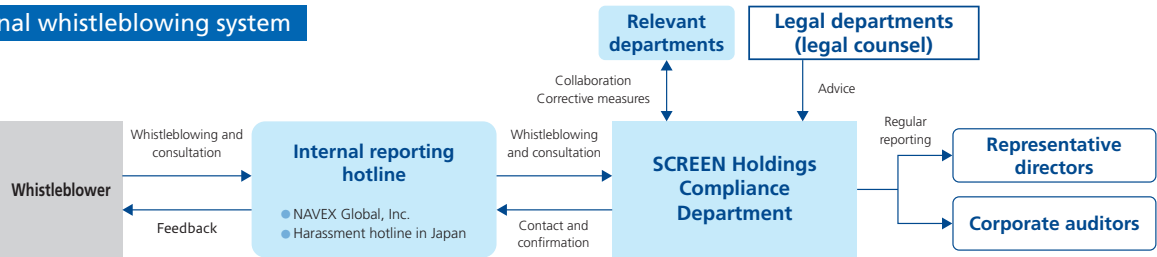 nal whistleblowing system
Relevant
departments
Legal departments
(legal counsel)
Collaboration
Corrective measures
Advice
Whistleblower
Whistleblowing and
consultation
Feedback
Internal reporting
hotline
● NAVEX Global, Inc.
● Harassment hotline in Japan
Whistleblowing
and consultation
Contact and
confirmation
SCREEN Holdings
Compliance
Department
Regular
reporting
Representative
directors
Corporate auditors